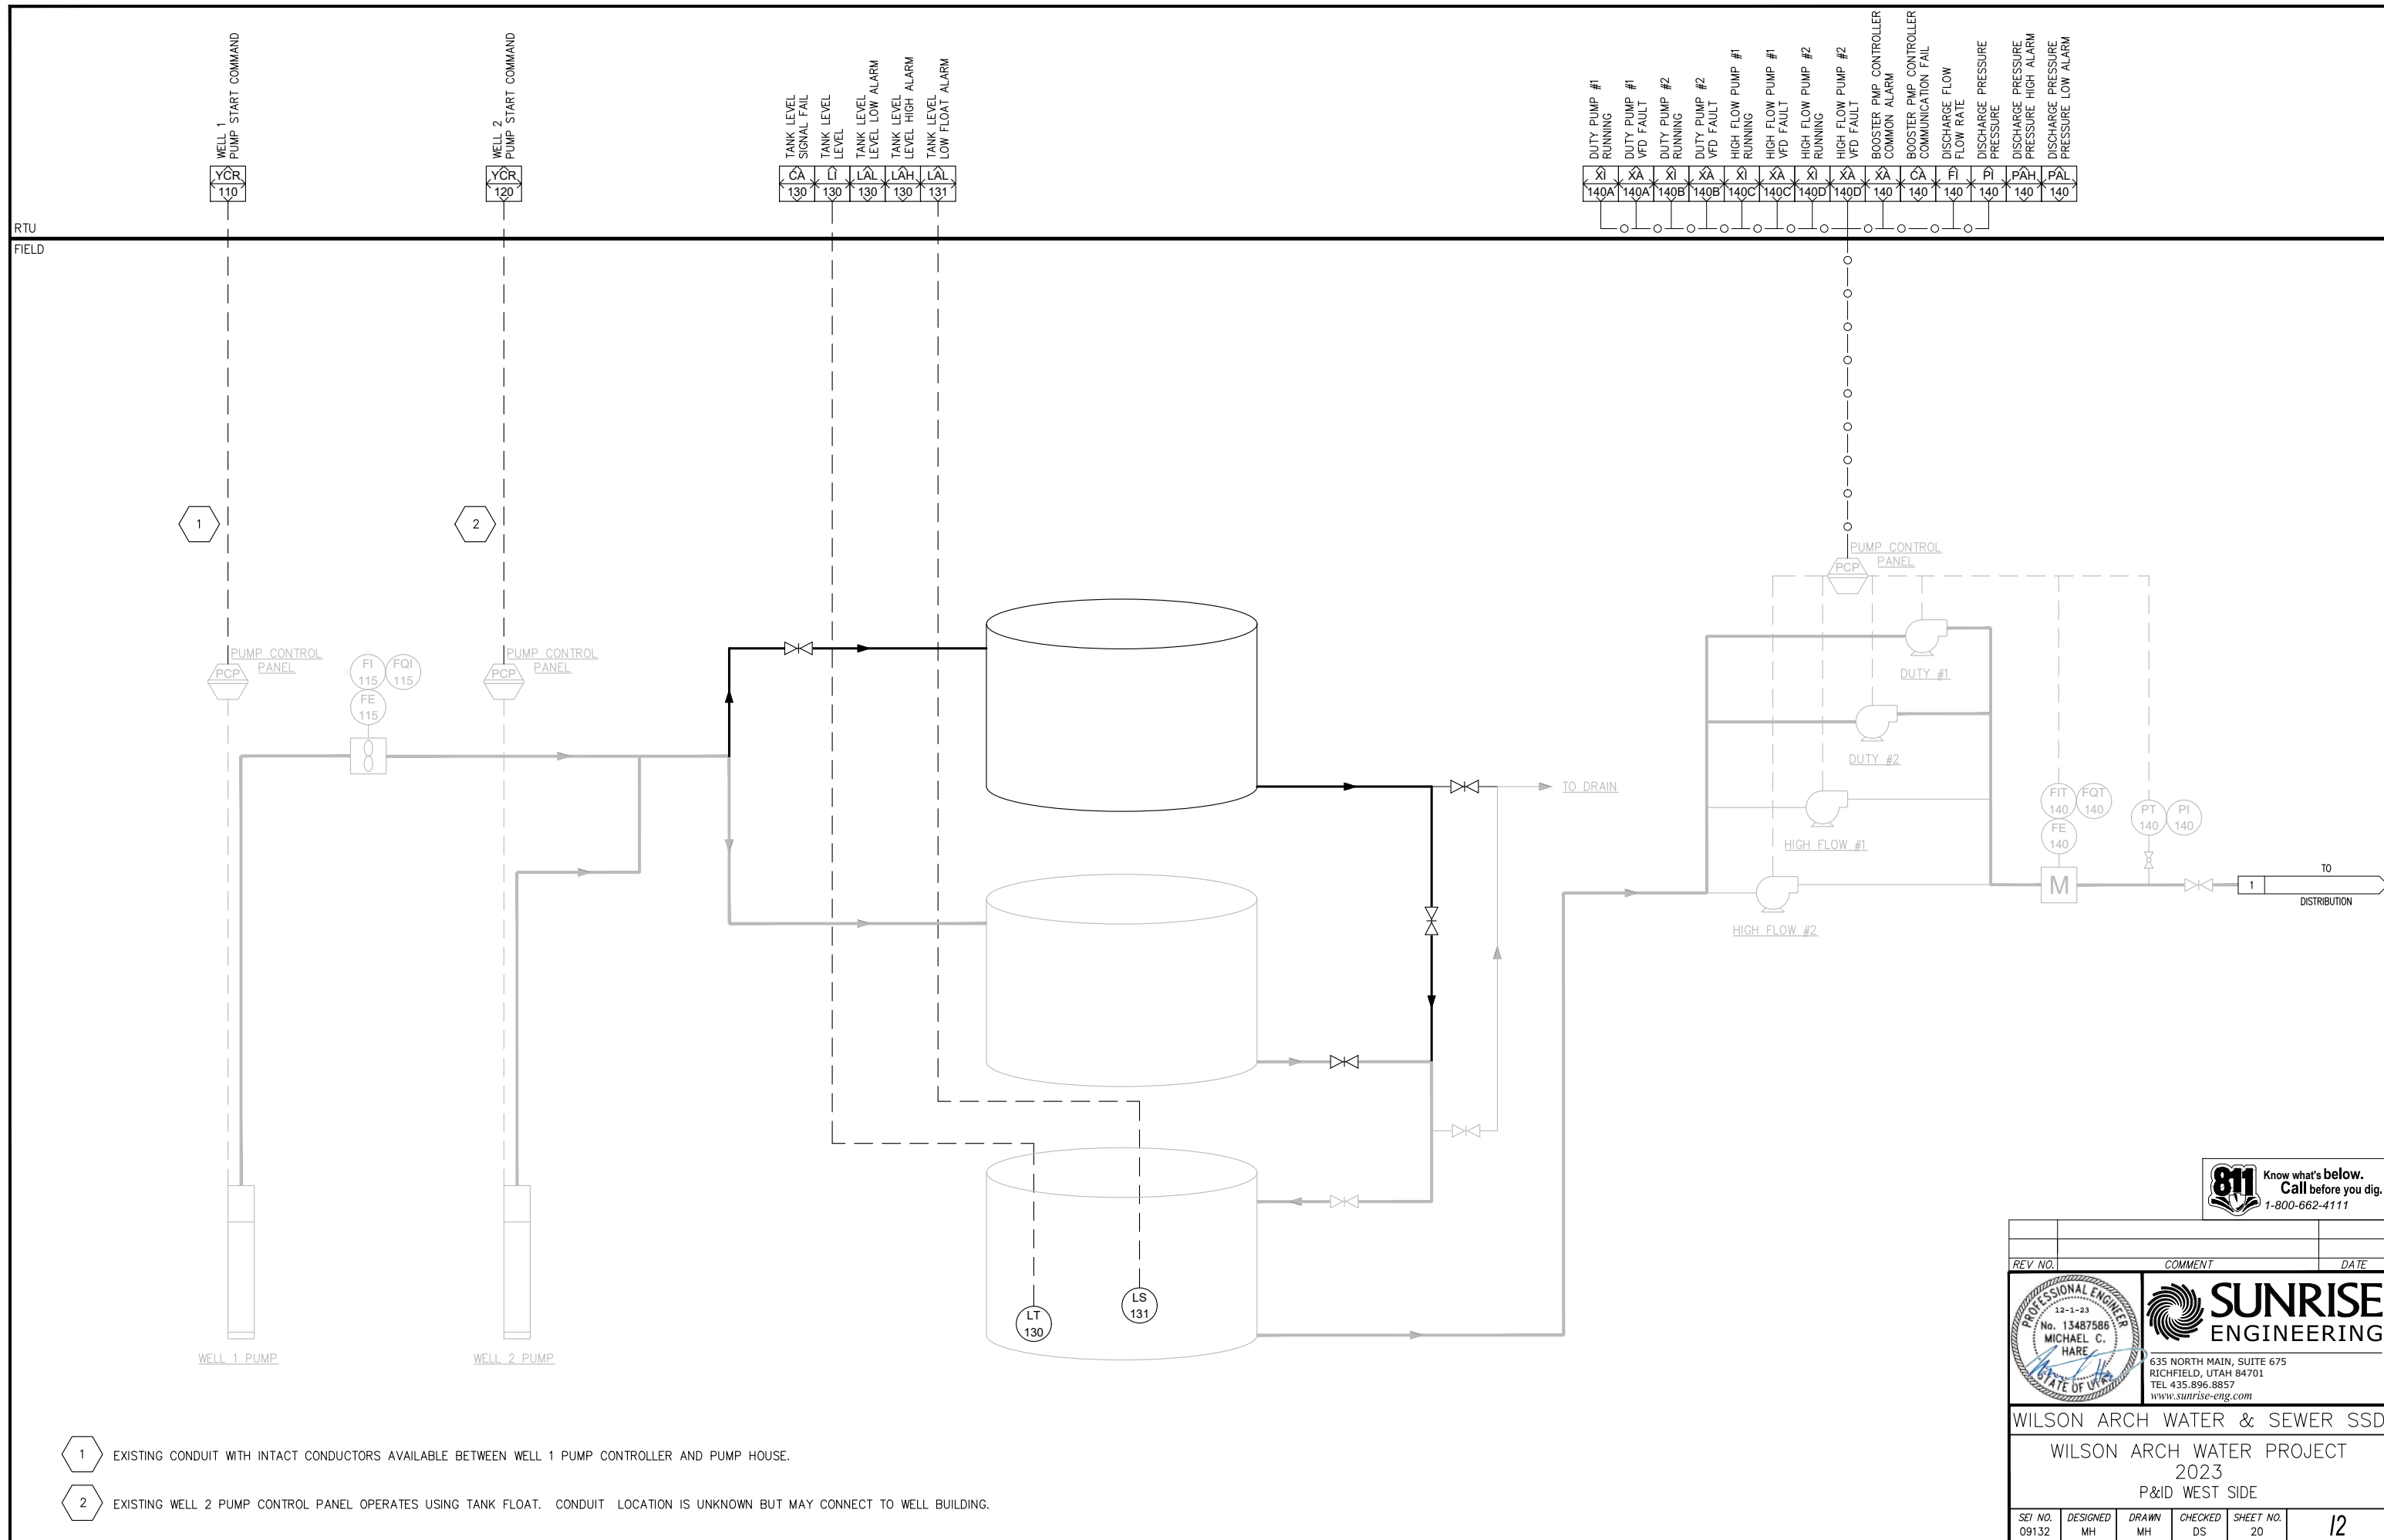 WELL 1
PUMP START COMMAND
WELL 2
PUMP START COMMAND
TANK LEVEL
SIGNAL FAIL
TANK LEVEL
LEVEL
TANK LEVEL
LEVEL LOW ALARM
TANK LEVEL
LEVEL HIGH ALARM
TANK LEVEL
LOW FLOAT ALARM
DUTY PUMP #1
RUNNING
DUTY PUMP #1
VFD FAULT
DUTY PUMP #2
RUNNING
DUTY PUMP #2
VFD FAULT
HIGH FLOW PUMP #1
RUNNING
HIGH FLOW PUMP #1
VFD FAULT
HIGH FLOW PUMP #2
RUNNING
HIGH FLOW PUMP #2
VFD FAULT
BOOSTER PMP CONTROLLER
COMMON ALARM
BOOSTER PMP CONTROLLER
COMMUNICATION FAIL
DISCHARGE FLOW
FLOW RATE
DISCHARGE PRESSURE
PRESSURE
DISCHARGE PRESSURE
PRESSURE HIGH ALARM
DISCHARGE PRESSURE
PRESSURE LOW ALARM
YCR
110
YCR
120
CA LI LAL LAH LAL
130 130 130 130 131
XI XA XI XA XI XA XI XA XA CA FI PI PAH PAL
140A 140A 140B 140B 140C 140C 140D 140D 140 140 140 140 140 140
RTU
FIELD
1
2
PUMP CONTROL
PANEL
PCP
PUMP CONTROL
PANEL
PCP
FI
115
FQI
115
FE
115
PUMP CONTROL
PANEL
PCP
DUTY #1
DUTY #2
HIGH FLOW #1
HIGH FLOW #2
TO DRAIN
FIT
140
FQT
140
FE
140
M
PT
140
PI
140
1
TO
DISTRIBUTION
LT
130
LS
131
WELL 1 PUMP
WELL 2 PUMP
1 EXISTING CONDUIT WITH INTACT CONDUCTORS AVAILABLE BETWEEN WELL 1 PUMP CONTROLLER AND PUMP HOUSE.
2 EXISTING WELL 2 PUMP CONTROL PANEL OPERATES USING TANK FLOAT. CONDUIT LOCATION IS UNKNOWN BUT MAY CONNECT TO WELL BUILDING.
811
Know what's below.
Call before you dig.
1-800-662-4111
REV NO. COMMENT DATE
PROFESSIONAL ENGINEER
12-1-23
No. 13487586
MICHAEL C.
HARE
STATE OF UTAH
SUNRISE
ENGINEERING
635 NORTH MAIN, SUITE 675
RICHFIELD, UTAH 84701
TEL 435.896.8857
www.sunrise-eng.com
WILSON ARCH WATER & SEWER SSD
WILSON ARCH WATER PROJECT
2023
P&ID WEST SIDE
SEI NO. DESIGNED DRAWN CHECKED SHEET NO.
09132 MH MH DS 20 12